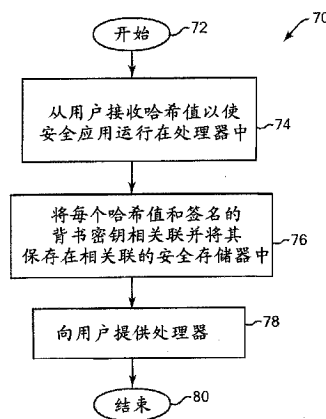 70
开始
72
从用户接收哈希值以使
安全应用运行在处理器中
74
将每个哈希值和签名的
背书密钥相关联并将其
保存在相关联的安全存储器中
76
向用户提供处理器
78
结束
80